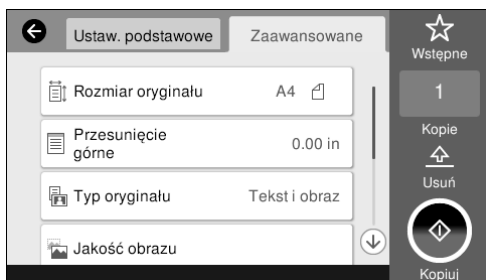 Ustaw. podstawowe
Zaawansowane
Wstępne
Rozmiar oryginału A4
1
Kopie
Przesunięcie
górne
0.00 in
Usuń
Typ oryginału Tekst i obraz
Jakość obrazu
Kopiuj